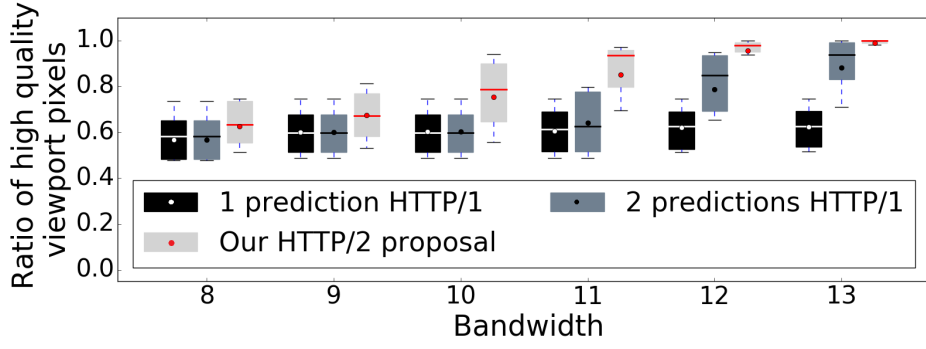 Ratio of high quality
viewport pixels
1.0
0.8
0.6
0.4
0.2
0.0
1 prediction HTTP/1
2 predictions HTTP/1
Our HTTP/2 proposal
8 9 10 11 12 13
Bandwidth